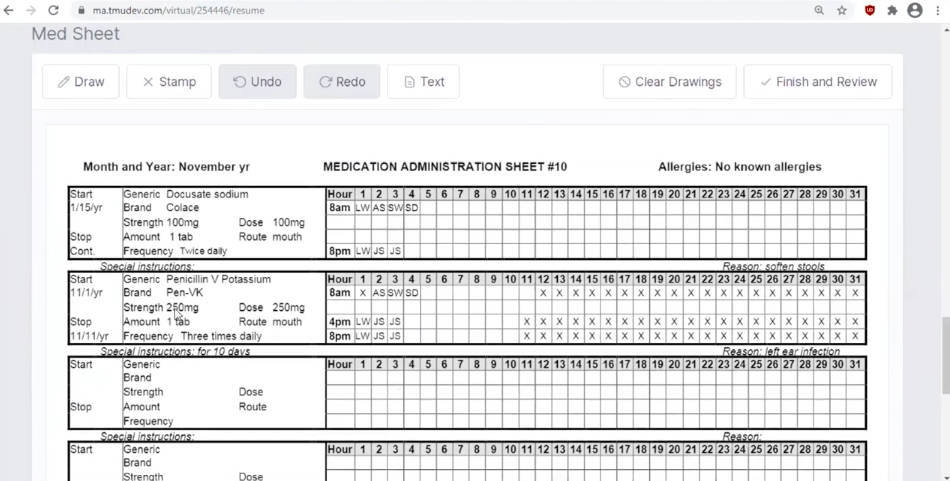 ma.tmudev.com/virtual/254446/resume
Med Sheet
Draw Stamp Undo Redo Text Clear Drawings Finish and Review
Month and Year: November yr MEDICATION ADMINISTRATION SHEET #10 Allergies: No known allergies
Start Generic Docusate sodium Hour 1 2 3 4 5 6 7 8 9 10 11 12 13 14 15 16 17 18 19 20 21 22 23 24 25 26 27 28 29 30 31
1/15/yr Brand Colace 8am LW AS SW SD
Strength 100mg Dose 100mg
Stop Amount 1 tab Route mouth
Cont. Frequency Twice daily 8pm LW JS JS
Special instructions: Reason: soften stools
Start Generic Penicillin V Potassium Hour 1 2 3 4 5 6 7 8 9 10 11 12 13 14 15 16 17 18 19 20 21 22 23 24 25 26 27 28 29 30 31
11/1/yr Brand Pen-VK 8am X AS SW SD X X X X X X X X X X X X X X X X X X X X
Strength 250mg Dose 250mg
Stop Amount 1 tab Route mouth 4pm LW JS JS X X X X X X X X X X X X X X X X X X X X X
11/11/yr Frequency Three times daily 8pm LW JS JS X X X X X X X X X X X X X X X X X X X X X
Special instructions: for 10 days Reason: left ear infection
Start Generic Hour 1 2 3 4 5 6 7 8 9 10 11 12 13 14 15 16 17 18 19 20 21 22 23 24 25 26 27 28 29 30 31
Brand
Strength Dose
Stop Amount Route
Frequency
Special instructions: Reason:
Start Generic Hour 1 2 3 4 5 6 7 8 9 10 11 12 13 14 15 16 17 18 19 20 21 22 23 24 25 26 27 28 29 30 31
Brand
Strength Dose